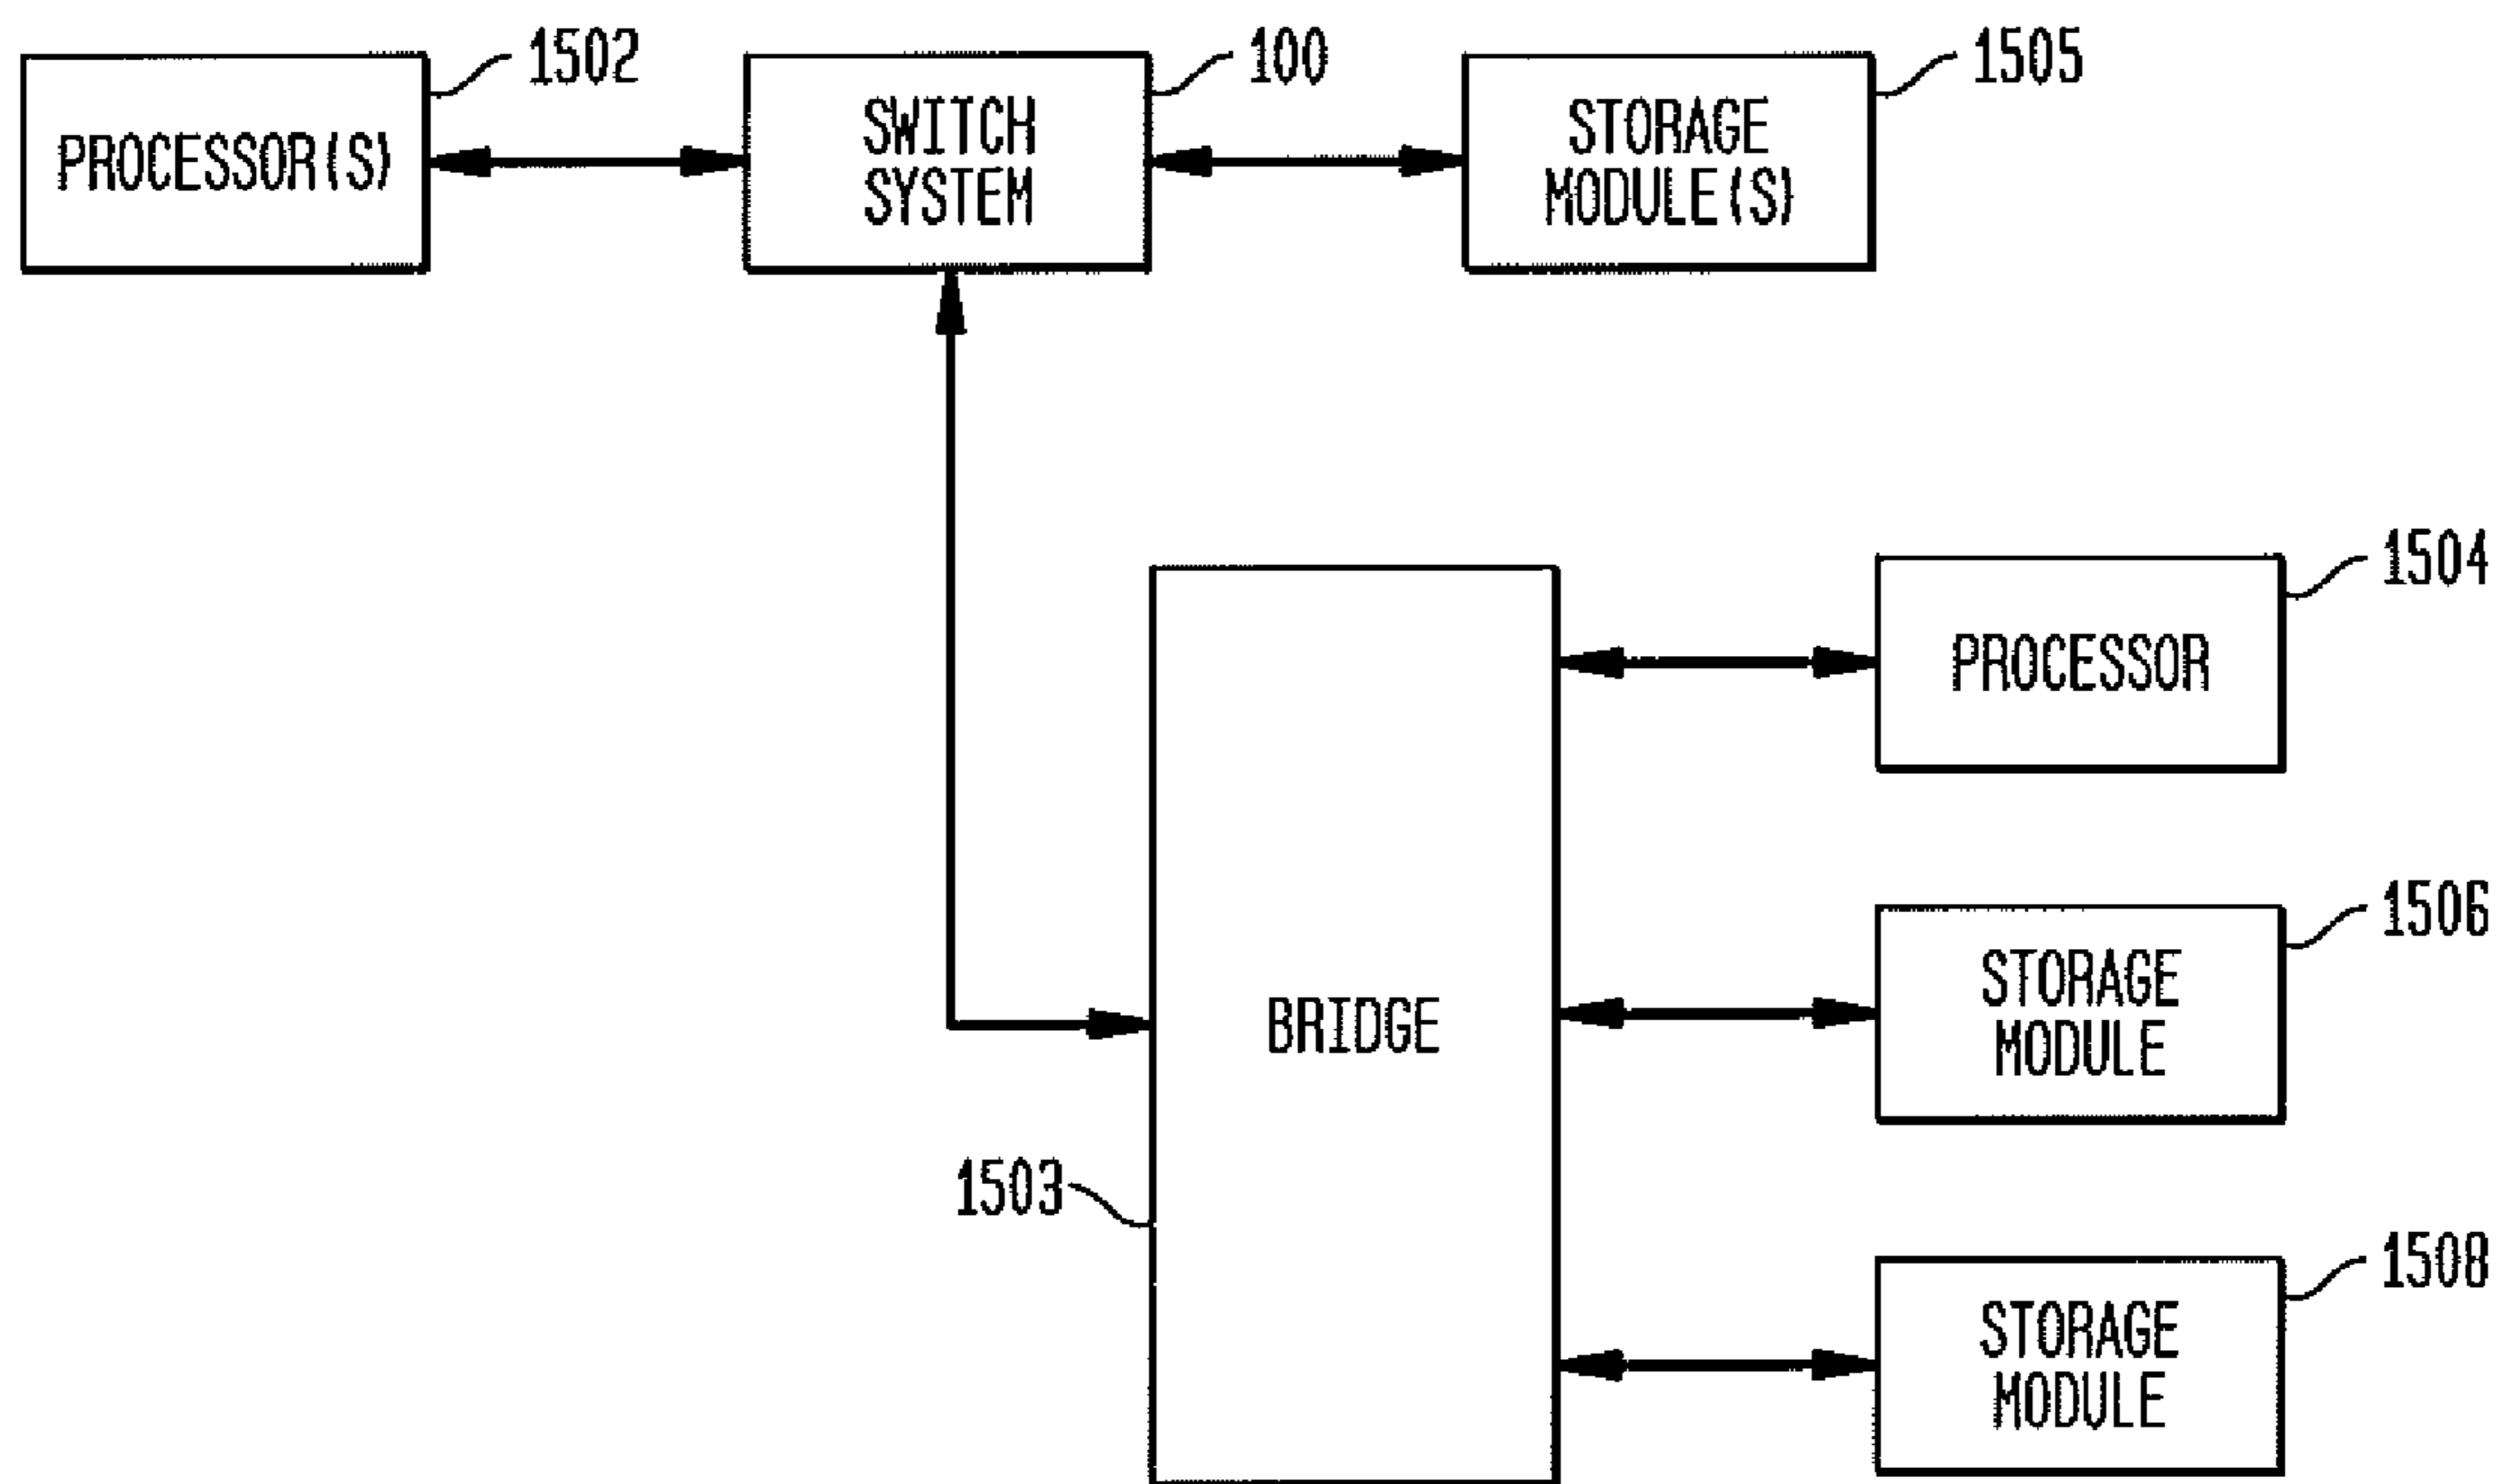 1502
100
1505
PROCESSOR(S)
SWITCH
SYSTEM
STORAGE
MODULE(S)
1504
PROCESSOR
1506
STORAGE
MODULE
BRIDGE
1503
1508
STORAGE
MODULE